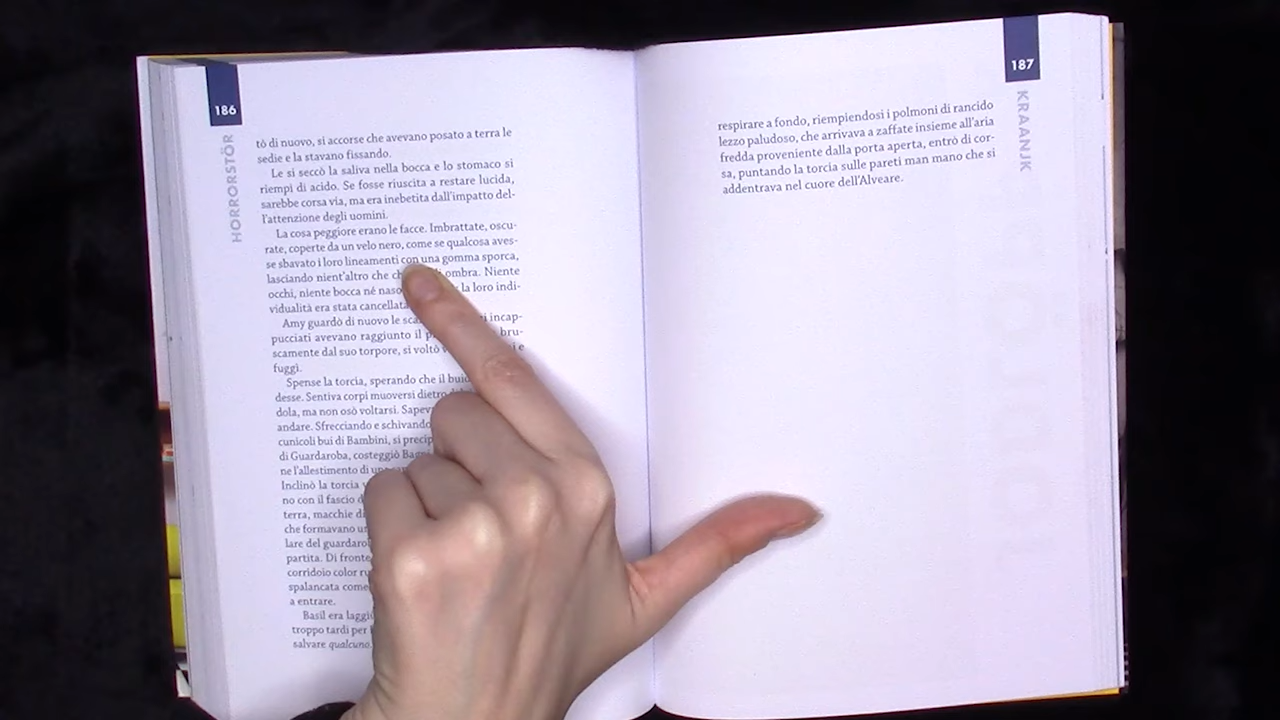 186
HORRORSTÖR
tò di nuovo, si accorse che avevano posato a terra le
sedie e la stavano fissando.
Le si seccò la saliva nella bocca e lo stomaco si
riempì di acido. Se fosse riuscita a restare lucida,
sarebbe corsa via, ma era inebetita dall'impatto del-
l'attenzione degli uomini.
La cosa peggiore erano le facce. Imbrattate, oscu-
rate, coperte da un velo nero, come se qualcosa aves-
se sbavato i loro lineamenti con una gomma sporca,
lasciando nient'altro che ombra. Niente
occhi, niente bocca né naso la loro indi-
vidualità era stata cancellata
Amy guardò di nuovo le incap-
pucciati avevano raggiunto il bru-
scamente dal suo torpore, si voltò e
fuggì.
Spense la torcia, sperando che il
desse. Sentiva corpi muoversi dietro
dola, ma non osò voltarsi.
andare. Sfrecciando e schivando
cunicoli bui di Bambini, si
di Guardaroba, costeggiò
ne l'allestimento di
Inclinò la torcia
no con il fascio
terra, macchie
che formavano
lare del
partita. Di fronte
corridoio color
spalancata come
a entrare.
Basil era laggiù
troppo tardi per
salvare qualcuno.
187
KRAANJK
respirare a fondo, riempiendosi i polmoni di rancido
lezzo paludoso, che arrivava a zaffate insieme all'aria
fredda proveniente dalla porta aperta, entrò di cor-
sa, puntando la torcia sulle pareti man mano che si
addentrava nel cuore dell'Alveare.